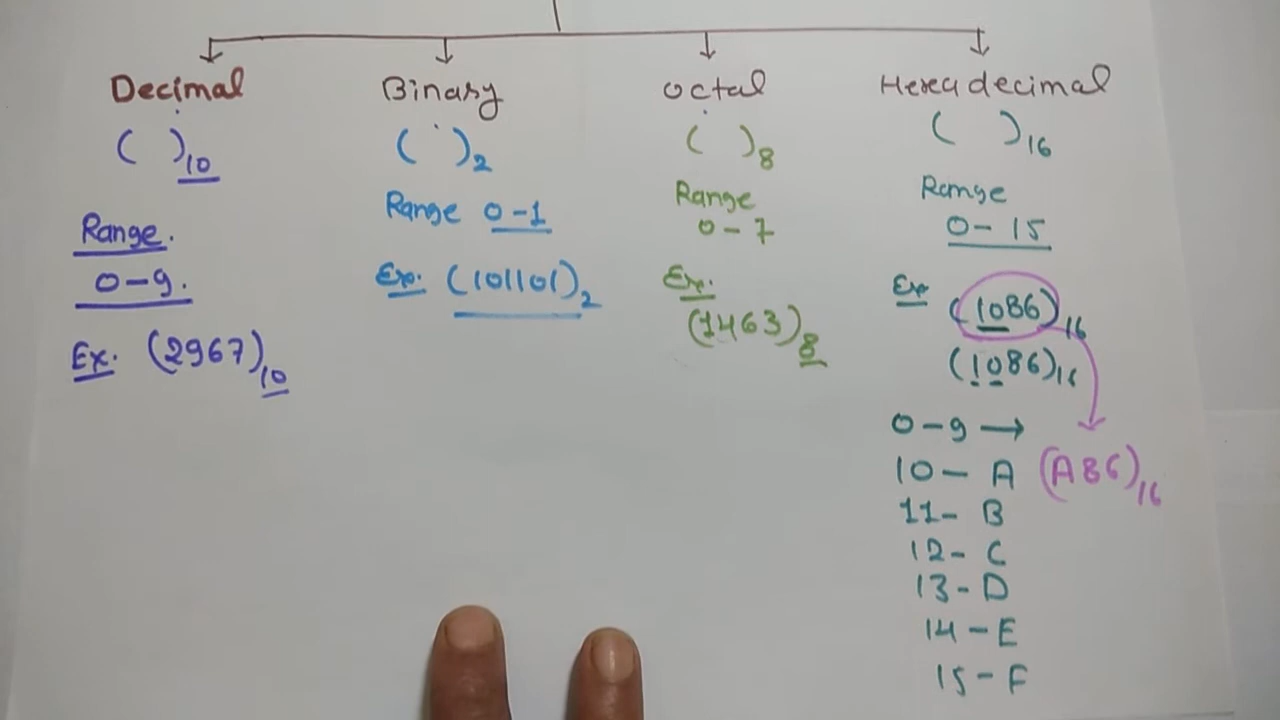 Decimal
( )10
Range.
0-9.
Ex. (2967)10
Binary
( )2
Range 0-1
Ex. (101101)2
Octal
( )8
Range
0-7
Ex.
(1463)8
Hexadecimal
( )16
Range
0-15
Ex (1086)16
(1086)16
0-9 →
10- A (A86)16
11- B
12- C
13- D
14- E
15- F